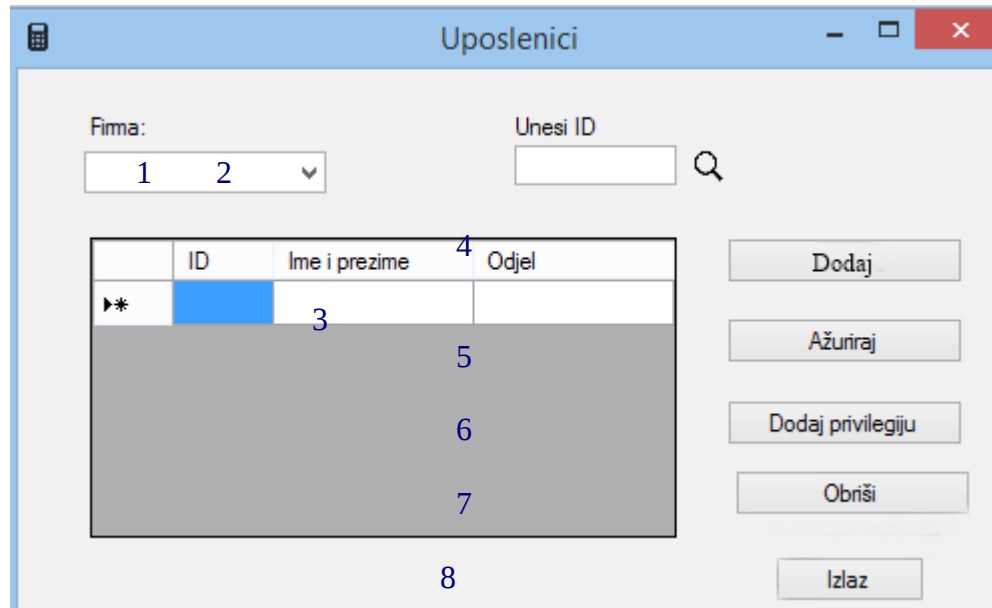 Uposlenici
Firma:
Unesi ID
1 2
4
ID Ime i prezime Odjel
Dodaj
3
Ažuriraj
5
6
Dodaj privilegiju
7
Obriši
8
Izlaz